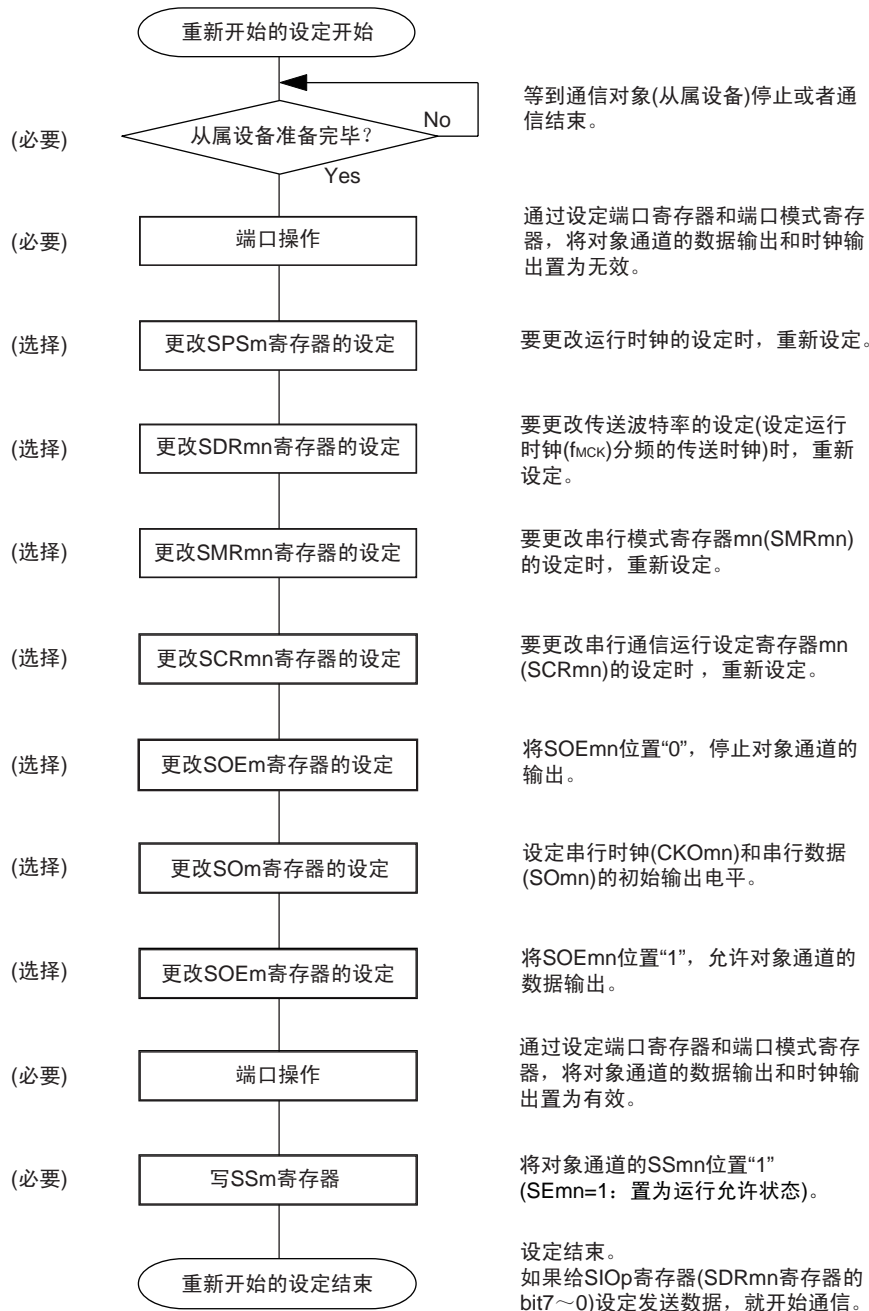 重新开始的设定开始
等到通信对象(从属设备)停止或者通
信结束。
(必要)
从属设备准备完毕？
No
Yes
(必要)
端口操作
通过设定端口寄存器和端口模式寄存
器，将对象通道的数据输出和时钟输
出置为无效。
(选择)
更改SPSm寄存器的设定
要更改运行时钟的设定时，重新设定。
(选择)
更改SDRmn寄存器的设定
要更改传送波特率的设定(设定运行
时钟(fMCK)分频的传送时钟)时，重新
设定。
(选择)
更改SMRmn寄存器的设定
要更改串行模式寄存器mn(SMRmn)
的设定时，重新设定。
(选择)
更改SCRmn寄存器的设定
要更改串行通信运行设定寄存器mn
(SCRmn)的设定时 ，重新设定。
(选择)
更改SOEm寄存器的设定
将SOEmn位置“0”，停止对象通道的
输出。
(选择)
更改SOm寄存器的设定
设定串行时钟(CKOmn)和串行数据
(SOmn)的初始输出电平。
(选择)
更改SOEm寄存器的设定
将SOEmn位置“1”，允许对象通道的
数据输出。
(必要)
端口操作
通过设定端口寄存器和端口模式寄存
器，将对象通道的数据输出和时钟输
出置为有效。
(必要)
写SSm寄存器
将对象通道的SSmn位置“1”
(SEmn=1：置为运行允许状态)。
重新开始的设定结束
设定结束。
如果给SIOp寄存器(SDRmn寄存器的
bit7～0)设定发送数据，就开始通信。